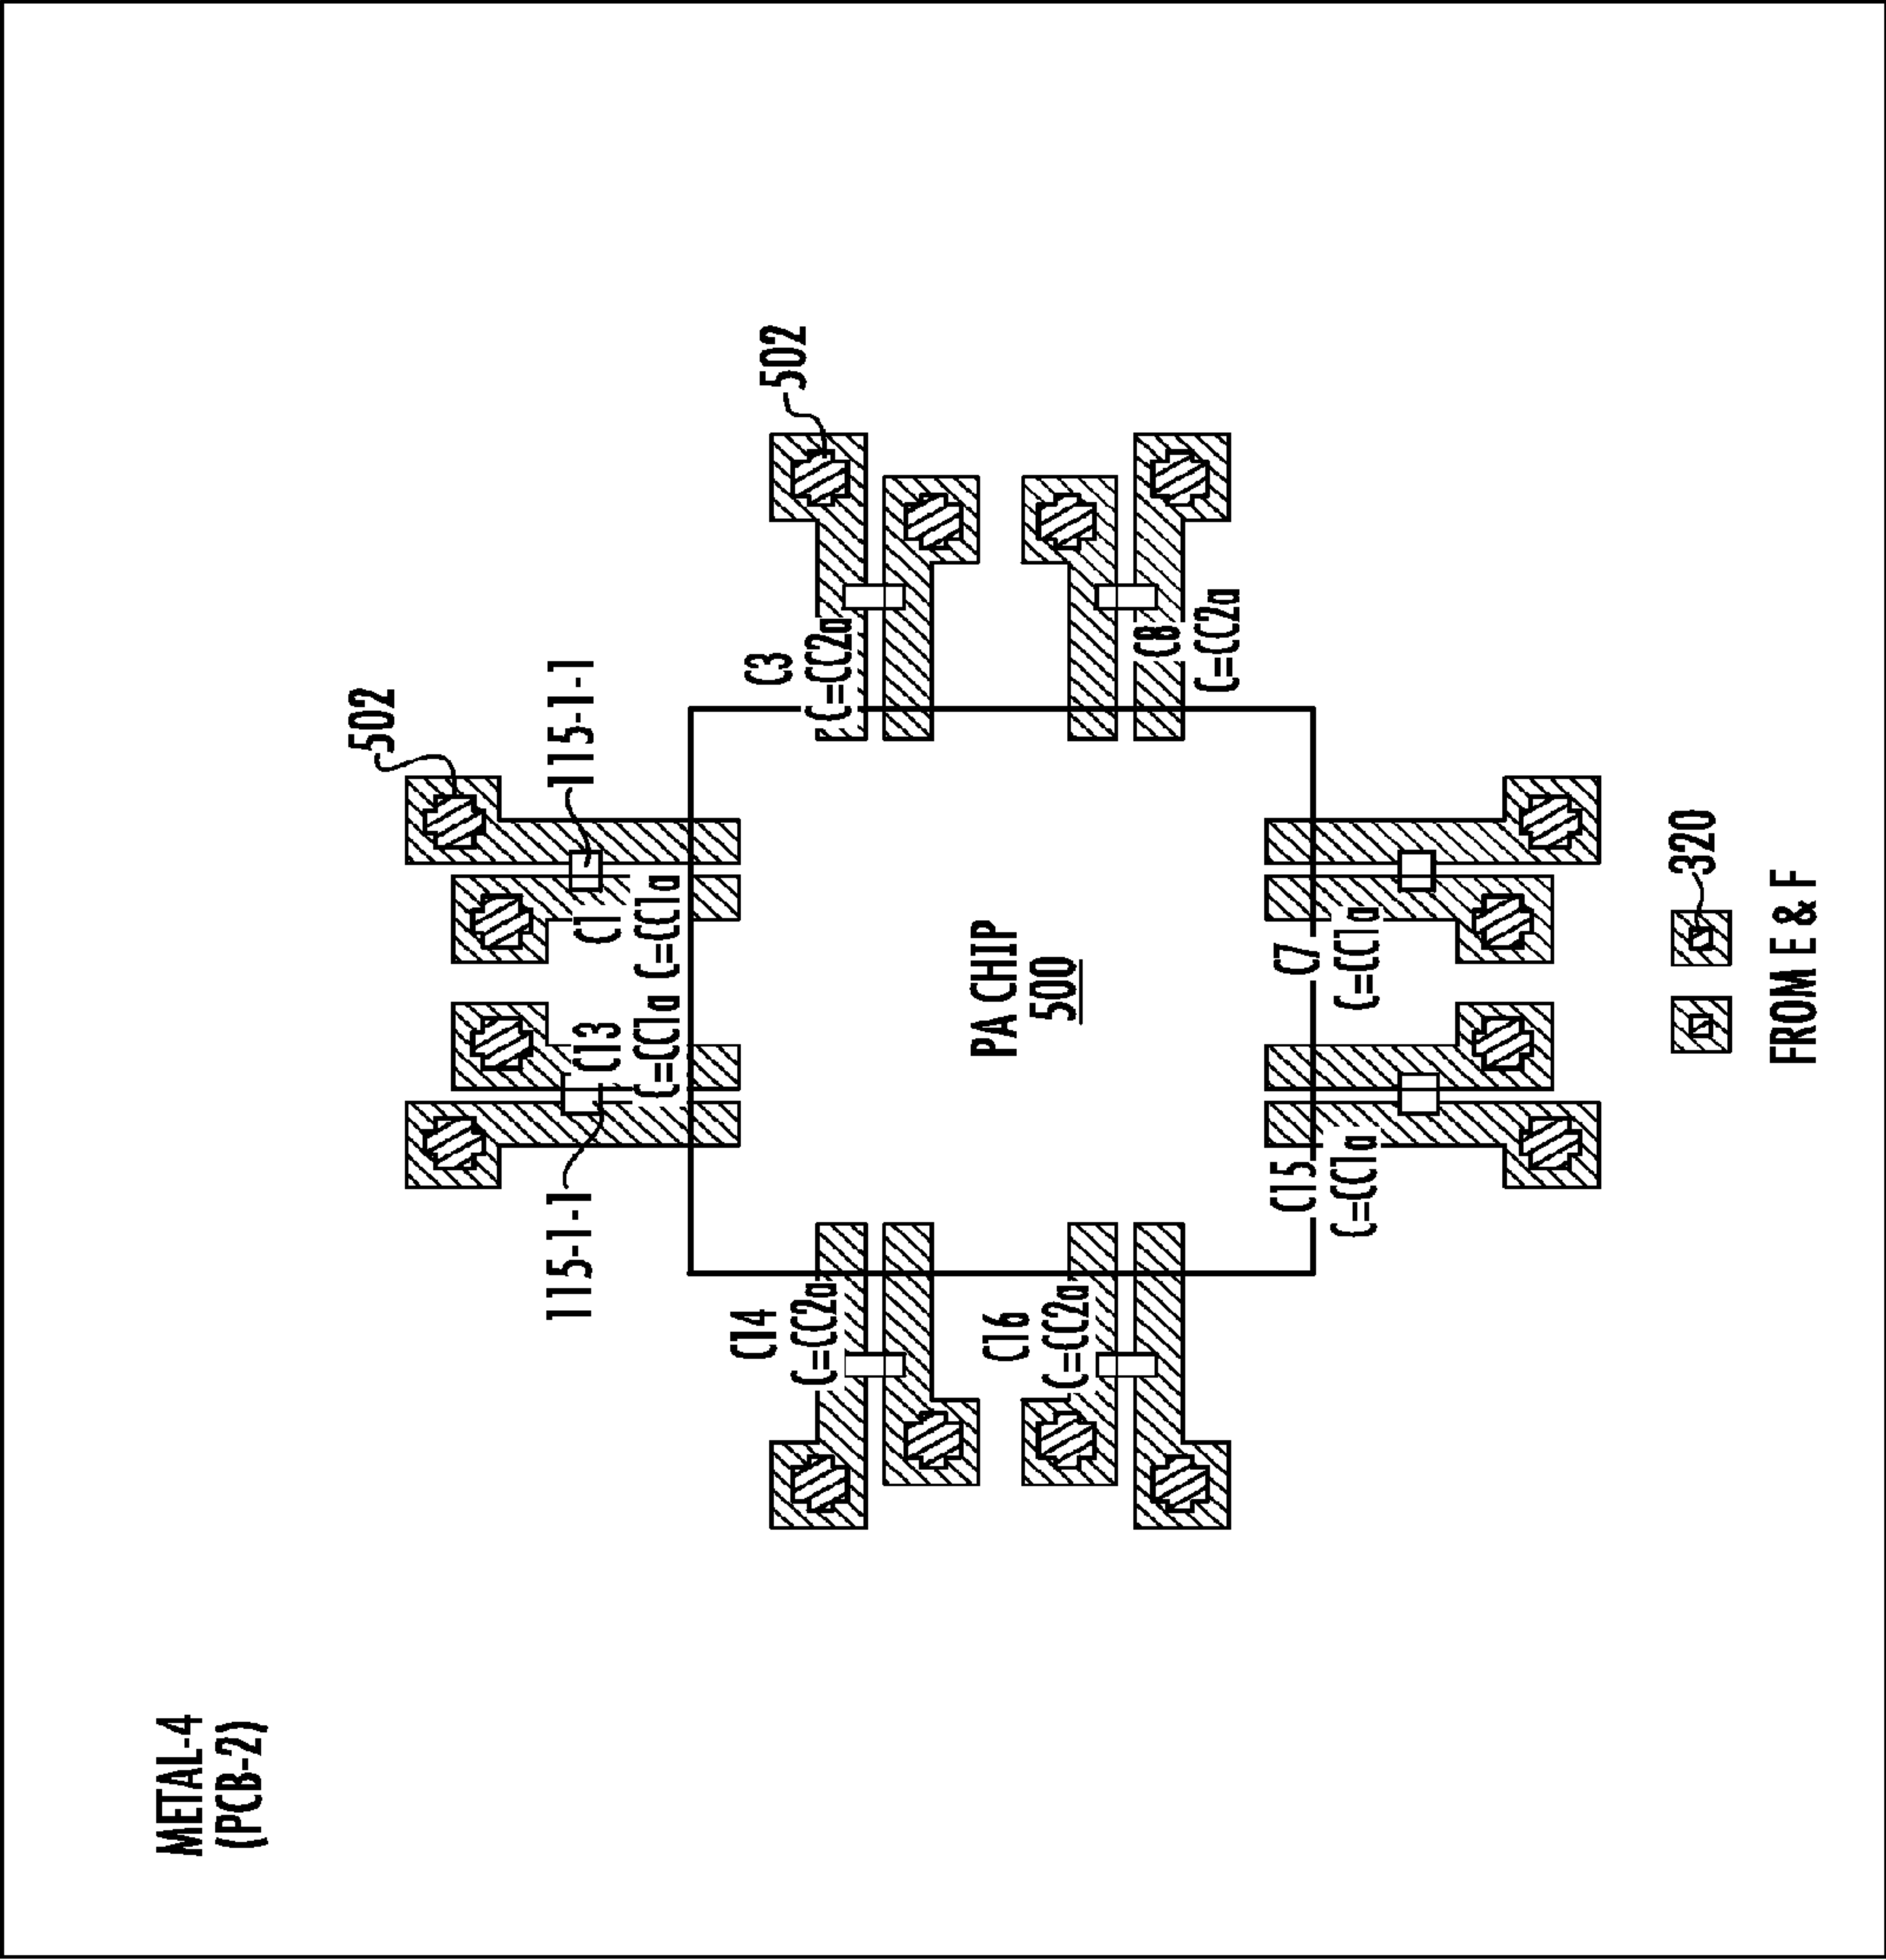 METAL-4
(PCB-2)
502
115-1-1
115-1-1
C13
C1
C=CC1a
C=CC1a
C14
C=CC2a
C3
C=CC2a
502
PA CHIP
500
C16
C=CC2a
C8
C=CC2a
C15
C=CC1a
C7
C=CC1a
320
FROM E & F